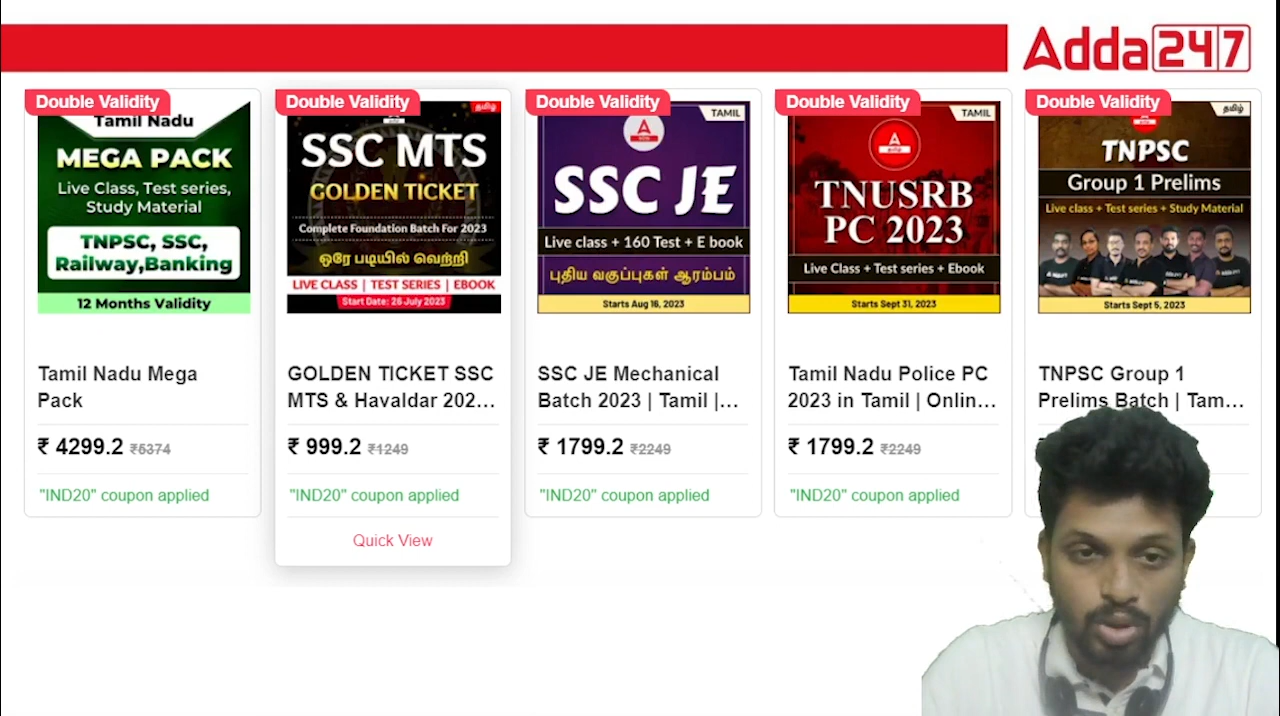 Adda247
Double Validity
Tamil Nadu
MEGA PACK
Live Class, Test series,
Study Material
TNPSC, SSC,
Railway,Banking
12 Months Validity
Tamil Nadu Mega
Pack
₹ 4299.2 ₹5374
"IND20" coupon applied
Double Validity
தமிழ்
SSC MTS
GOLDEN TICKET
Complete Foundation Batch For 2023
ஒரே படியில் வெற்றி
LIVE CLASS | TEST SERIES | EBOOK
Start Date: 26 July 2023
GOLDEN TICKET SSC
MTS & Havaldar 202...
₹ 999.2 ₹1249
"IND20" coupon applied
Quick View
Double Validity
TAMIL
SSC JE
Live class + 160 Test + E book
புதிய வகுப்புகள் ஆரம்பம்
Starts Aug 16, 2023
SSC JE Mechanical
Batch 2023 | Tamil |...
₹ 1799.2 ₹2249
"IND20" coupon applied
Double Validity
TAMIL
TNUSRB
PC 2023
Live Class + Test series + Ebook
Starts Sept 31, 2023
Tamil Nadu Police PC
2023 in Tamil | Onlin...
₹ 1799.2 ₹2249
"IND20" coupon applied
Double Validity
தமிழ்
TNPSC
Group 1 Prelims
Live class + Test series + Study Material
Starts Sept 5, 2023
TNPSC Group 1
Prelims Batch | Tam...